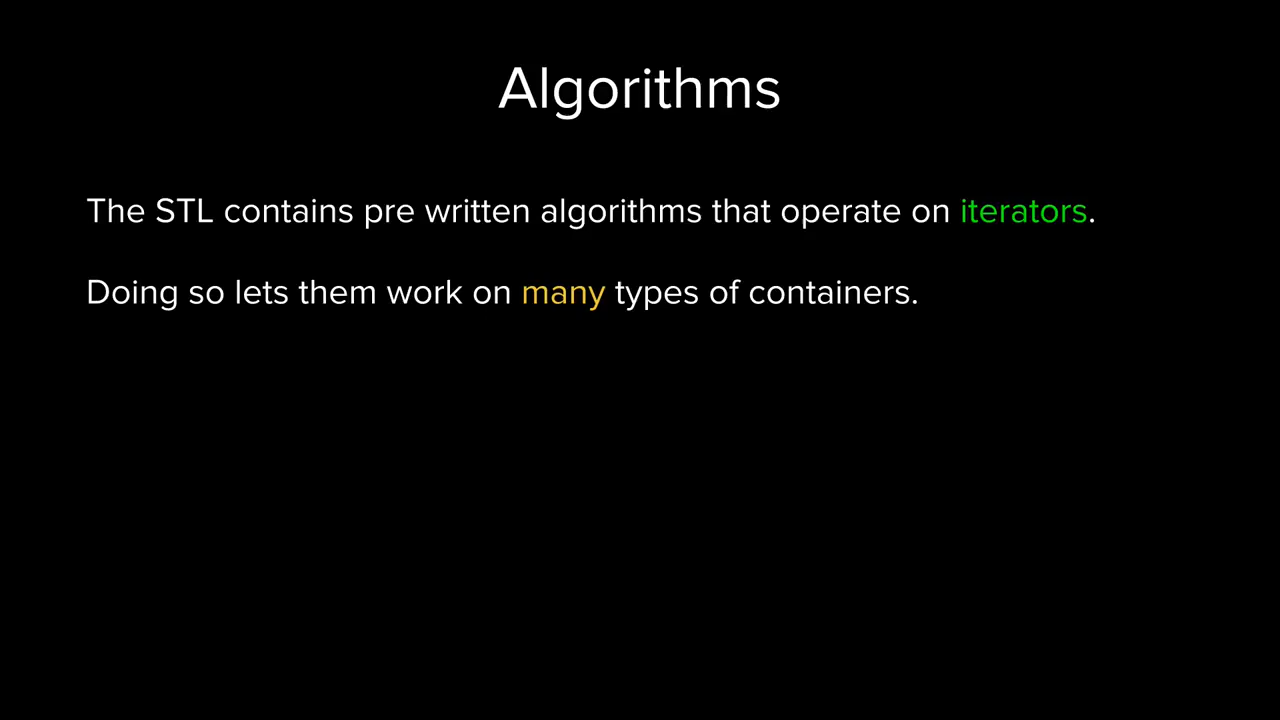 Algorithms
The STL contains pre written algorithms that operate on iterators.
Doing so lets them work on many types of containers.